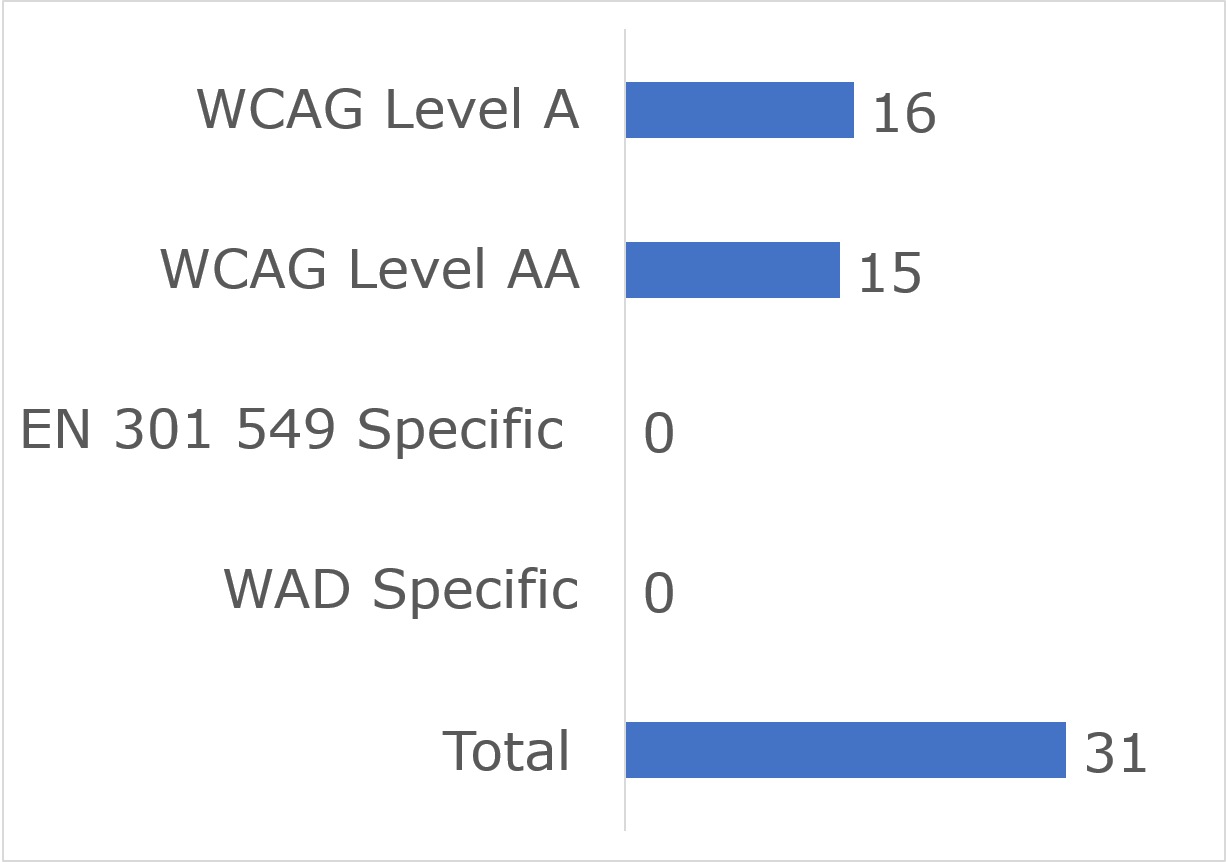 WCAG Level A 16
WCAG Level AA 15
EN 301 549 Specific 0
WAD Specific 0
Total 31